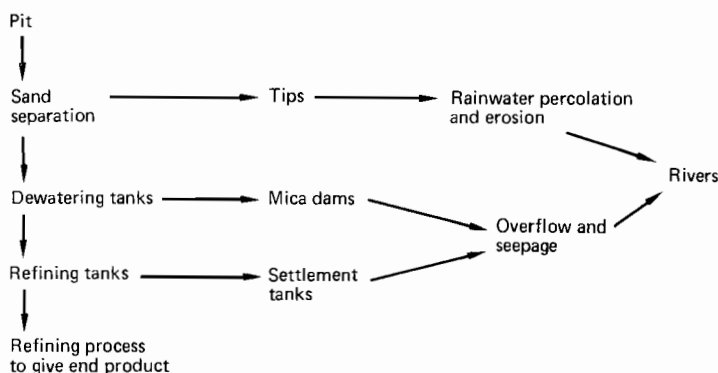 Pit
Sand
separation
Tips
Rainwater percolation
and erosion
Rivers
Dewatering tanks
Mica dams
Overflow and
seepage
Refining tanks
Settlement
tanks
Refining process
to give end product